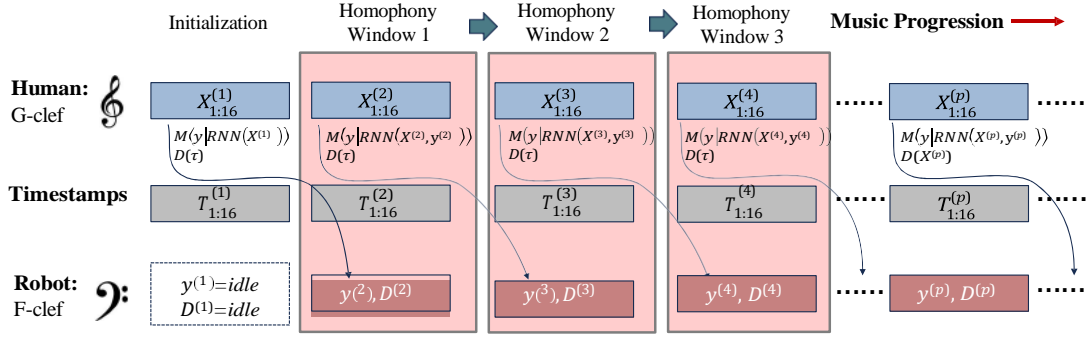 Initialization
Homophony
Window 1
Homophony
Window 2
Homophony
Window 3
Music Progression
Human:
G-clef
X^{(1)}_{1:16}
X^{(2)}_{1:16}
X^{(3)}_{1:16}
X^{(4)}_{1:16}
......
X^{(p)}_{1:16}
......
M(y|RNN(X^{(1)}))
D(τ)
M(y|RNN(X^{(2)}, y^{(2)}))
D(τ)
M(y|RNN(X^{(3)}, y^{(3)}))
D(τ)
M(y|RNN(X^{(4)}, y^{(4)}))
D(τ)
M(y|RNN(X^{(p)}, y^{(p)}))
D(X^{(p)})
Timestamps
T^{(1)}_{1:16}
T^{(2)}_{1:16}
T^{(3)}_{1:16}
T^{(4)}_{1:16}
......
T^{(p)}_{1:16}
......
Robot:
F-clef
y^{(1)}=idle
D^{(1)}=idle
y^{(2)}, D^{(2)}
y^{(3)}, D^{(3)}
y^{(4)}, D^{(4)}
......
y^{(p)}, D^{(p)}
......